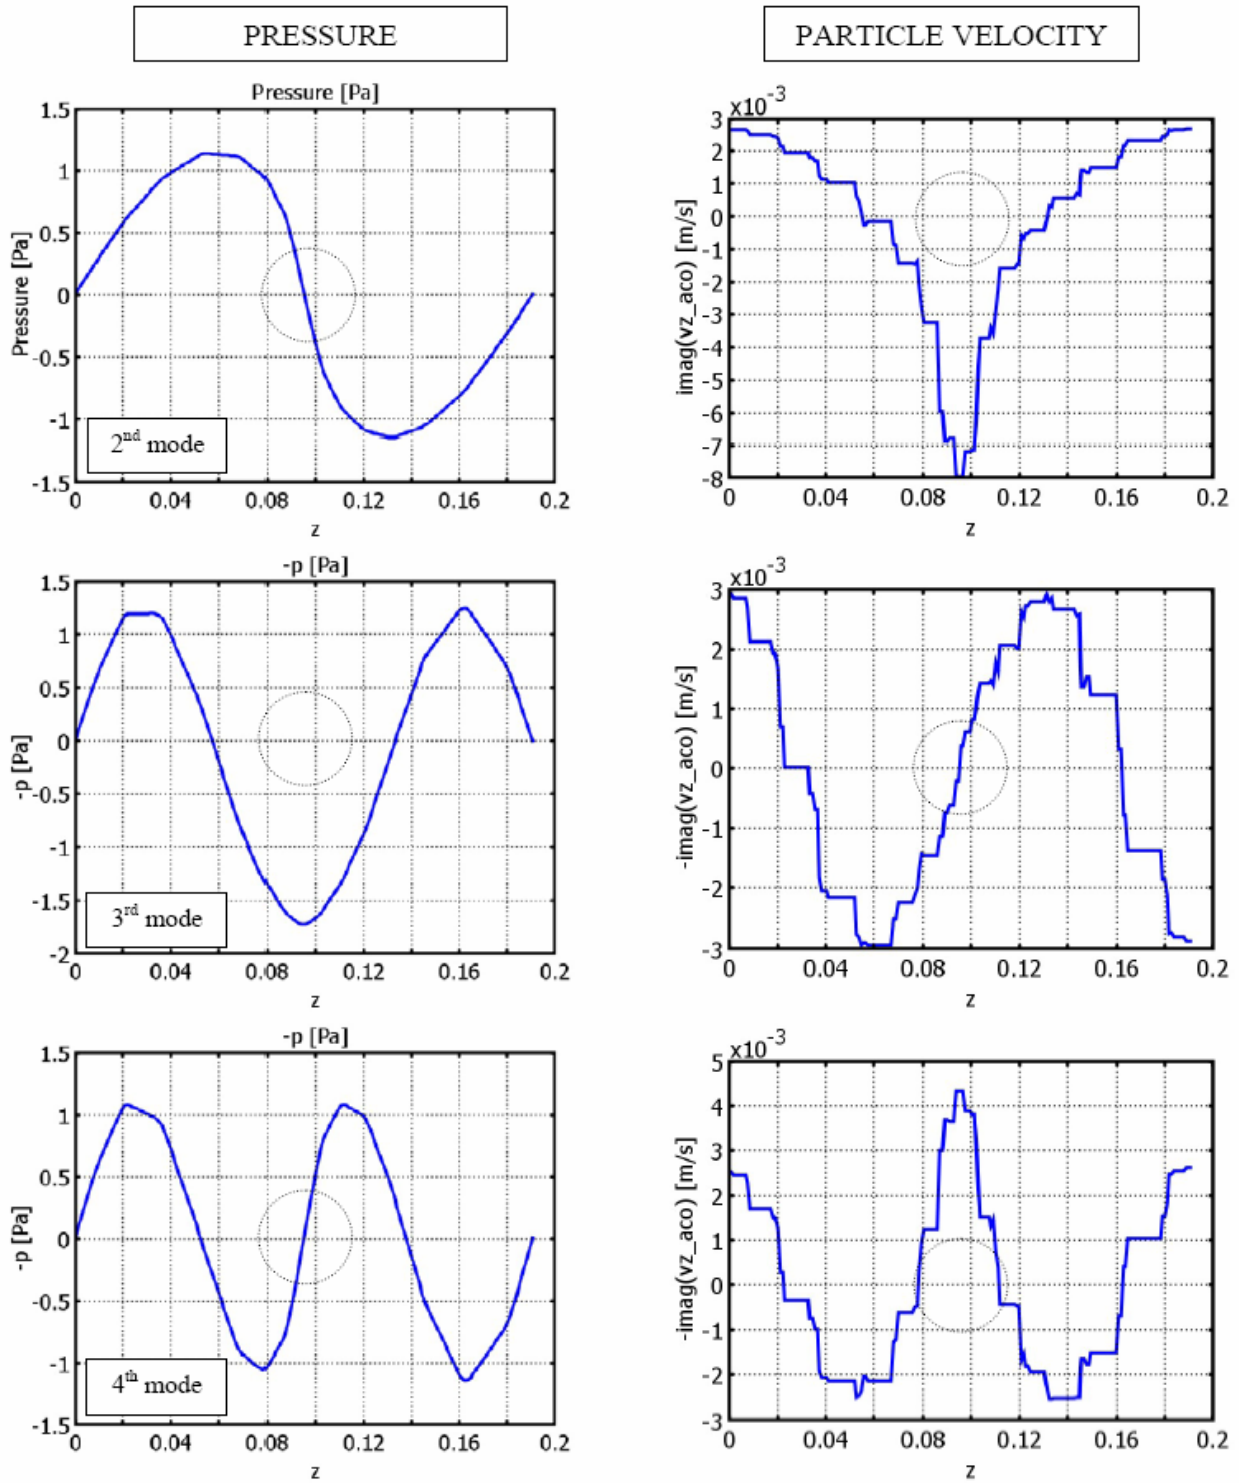 PRESSURE
PARTICLE VELOCITY
Pressure [Pa]
1.5
1
0.5
0
-0.5
-1
-1.5
Pressure [Pa]
2nd mode
0 0.04 0.08 0.12 0.16 0.2
z
x10-3
3
2
1
0
-1
-2
-3
-4
-5
-6
-7
-8
imag(vz_aco) [m/s]
0 0.04 0.08 0.12 0.16 0.2
z
-p [Pa]
1.5
1
0.5
0
-0.5
-1
-1.5
-2
-p [Pa]
3rd mode
0 0.04 0.08 0.12 0.16 0.2
z
x10-3
3
2
1
0
-1
-2
-3
-imag(vz_aco) [m/s]
0 0.04 0.08 0.12 0.16 0.2
z
-p [Pa]
1.5
1
0.5
0
-0.5
-1
-1.5
-p [Pa]
4th mode
0 0.04 0.08 0.12 0.16 0.2
z
x10-3
5
4
3
2
1
0
-1
-2
-3
-imag(vz_aco) [m/s]
0 0.04 0.08 0.12 0.16 0.2
z